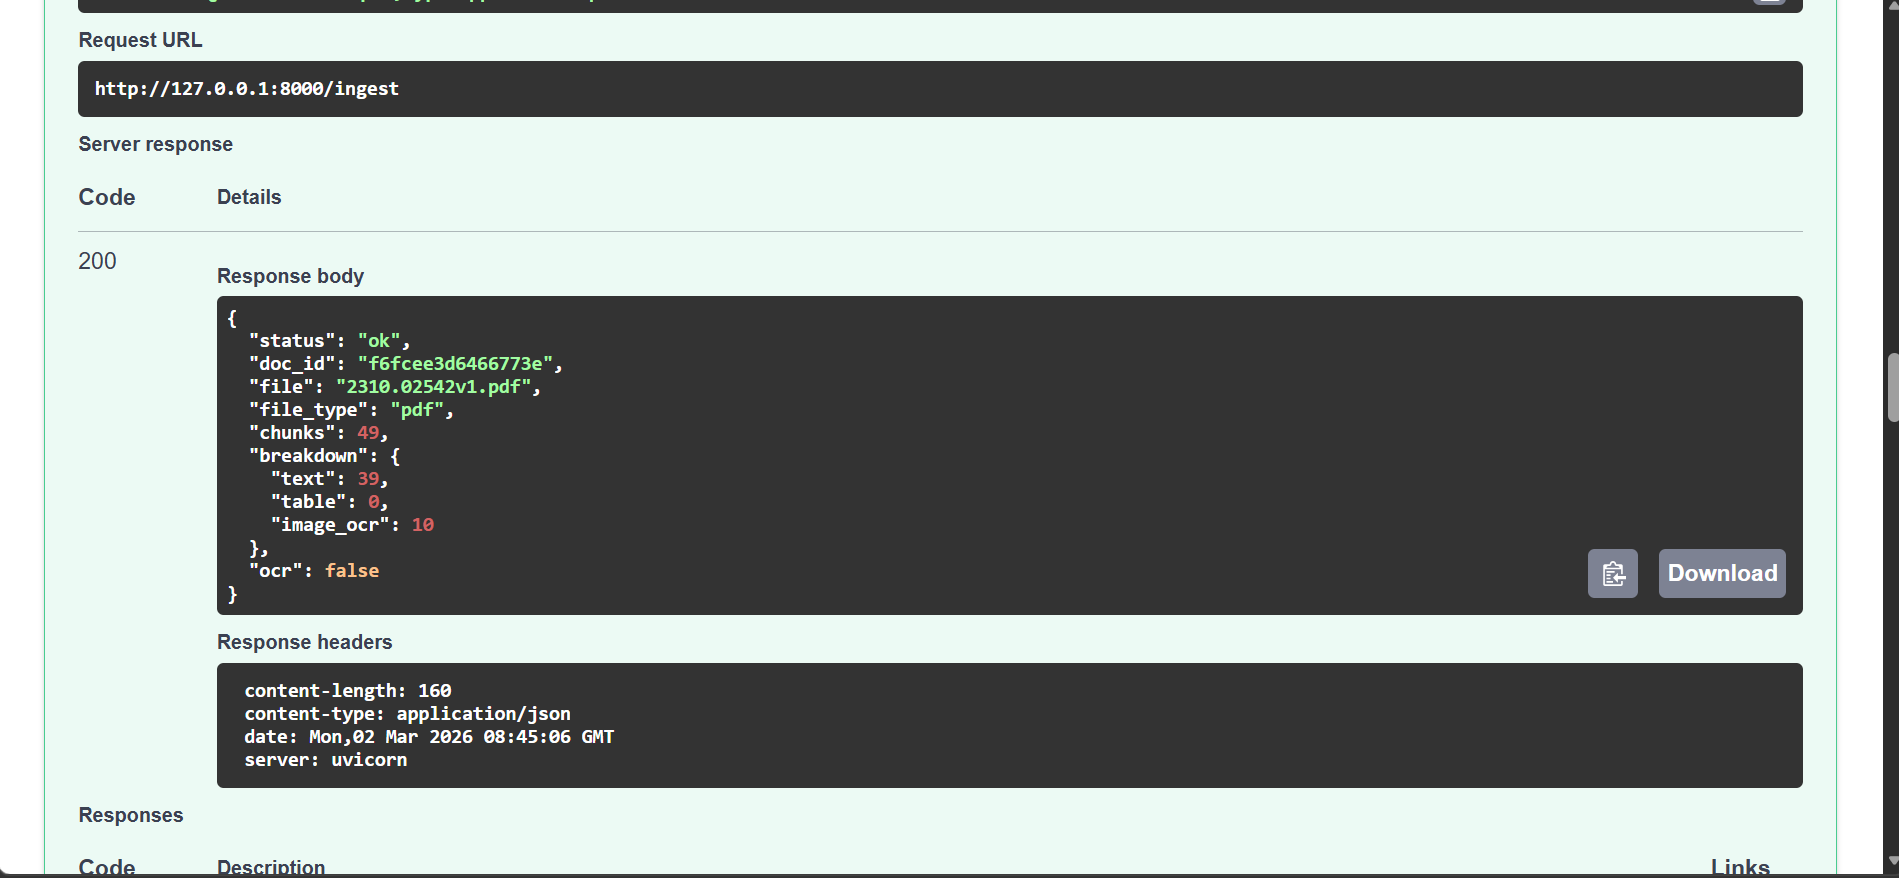 Request URL
http://127.0.0.1:8000/ingest
Server response
Code Details
200
Response body
{
  "status": "ok",
  "doc_id": "f6fcee3d6466773e",
  "file": "2310.02542v1.pdf",
  "file_type": "pdf",
  "chunks": 49,
  "breakdown": {
    "text": 39,
    "table": 0,
    "image_ocr": 10
  },
  "ocr": false
}
Download
Response headers
content-length: 160
content-type: application/json
date: Mon,02 Mar 2026 08:45:06 GMT
server: uvicorn
Responses
Code Description Links